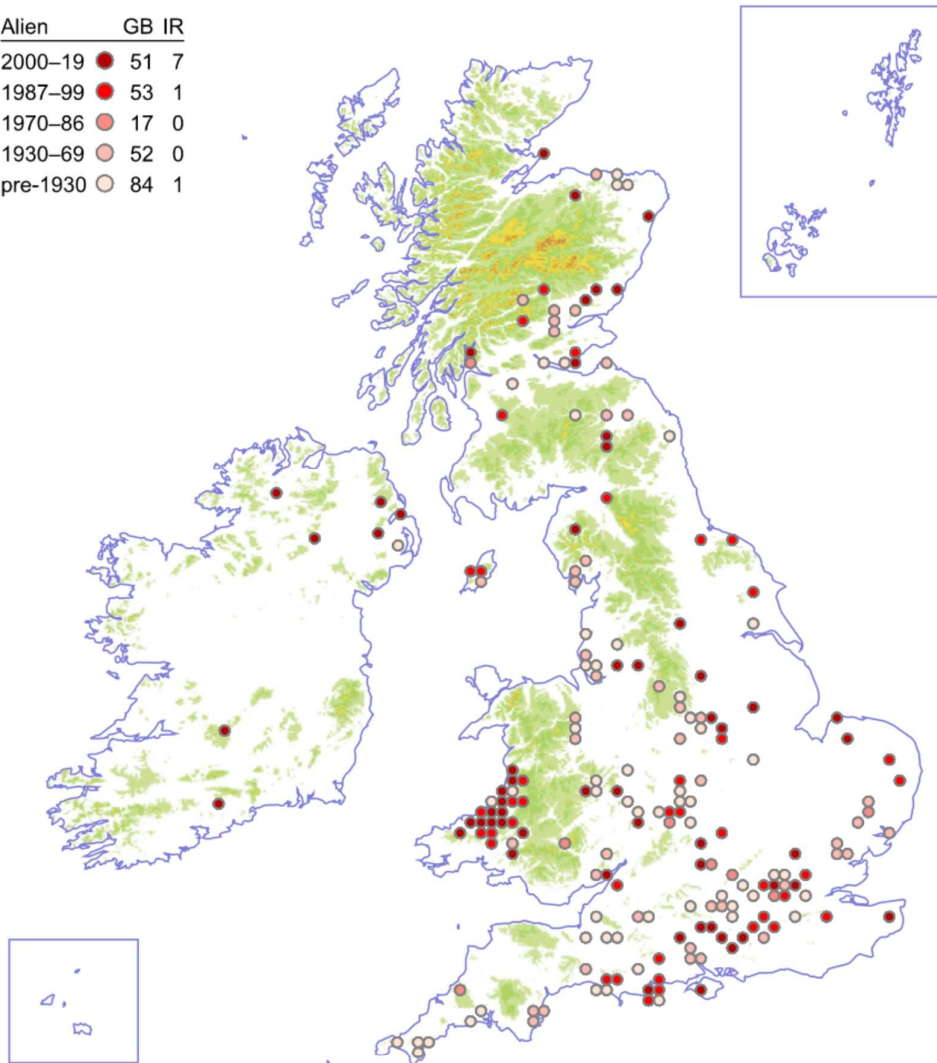 Alien GB IR
2000–19 51 7
1987–99 53 1
1970–86 17 0
1930–69 52 0
pre-1930 84 1